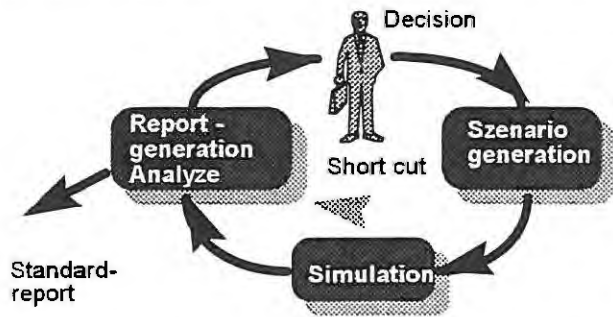 Decision
Report -
generation
Analyze
Szenario
generation
Short cut
Simulation
Standard-
report